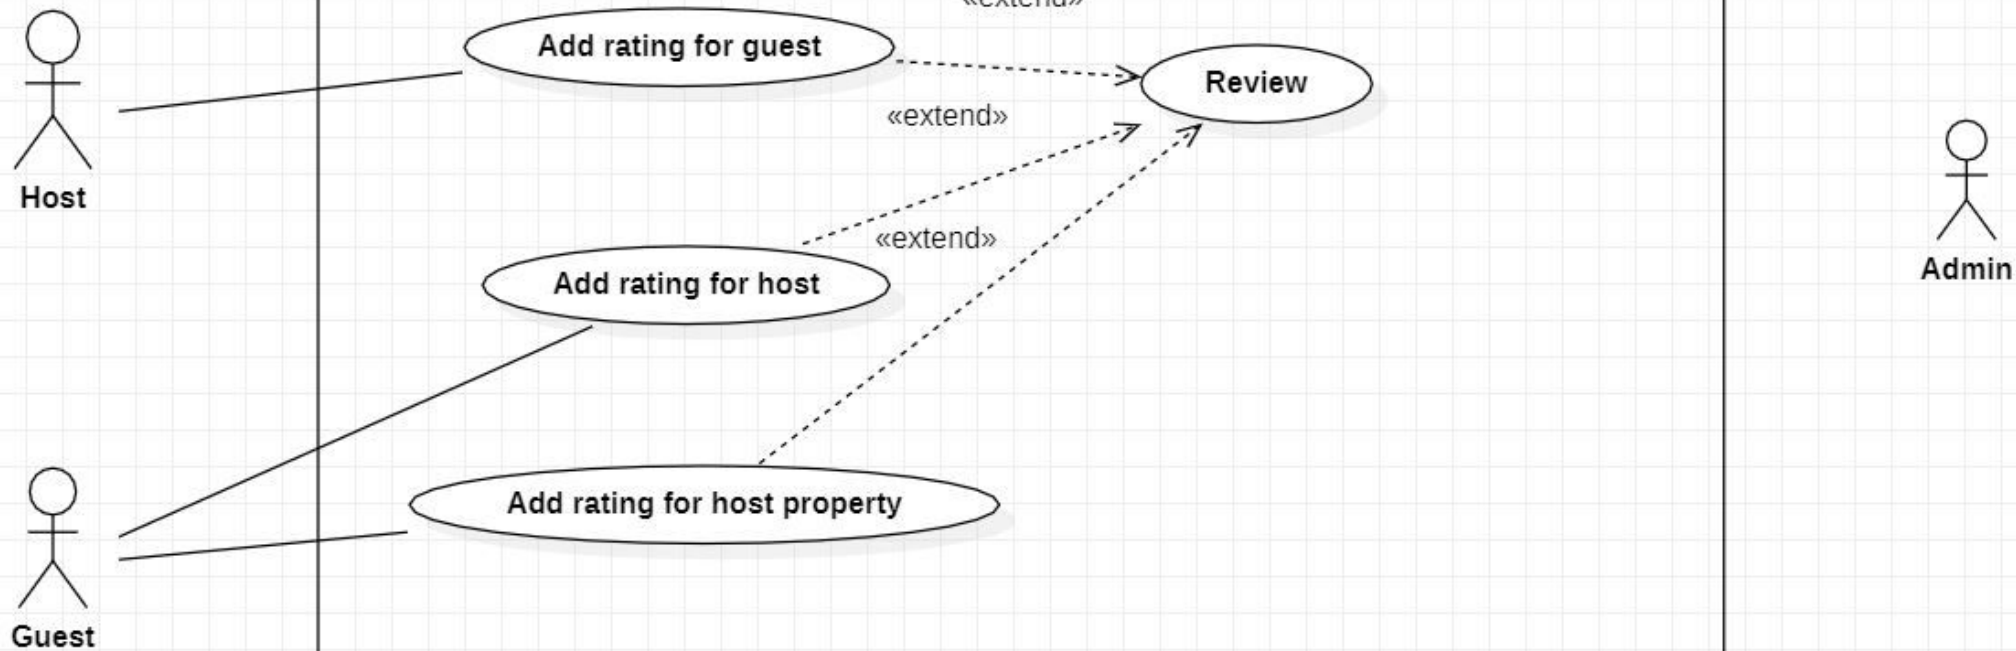 «extend»
Add rating for guest
Review
«extend»
Host
«extend»
Admin
Add rating for host
Add rating for host property
Guest